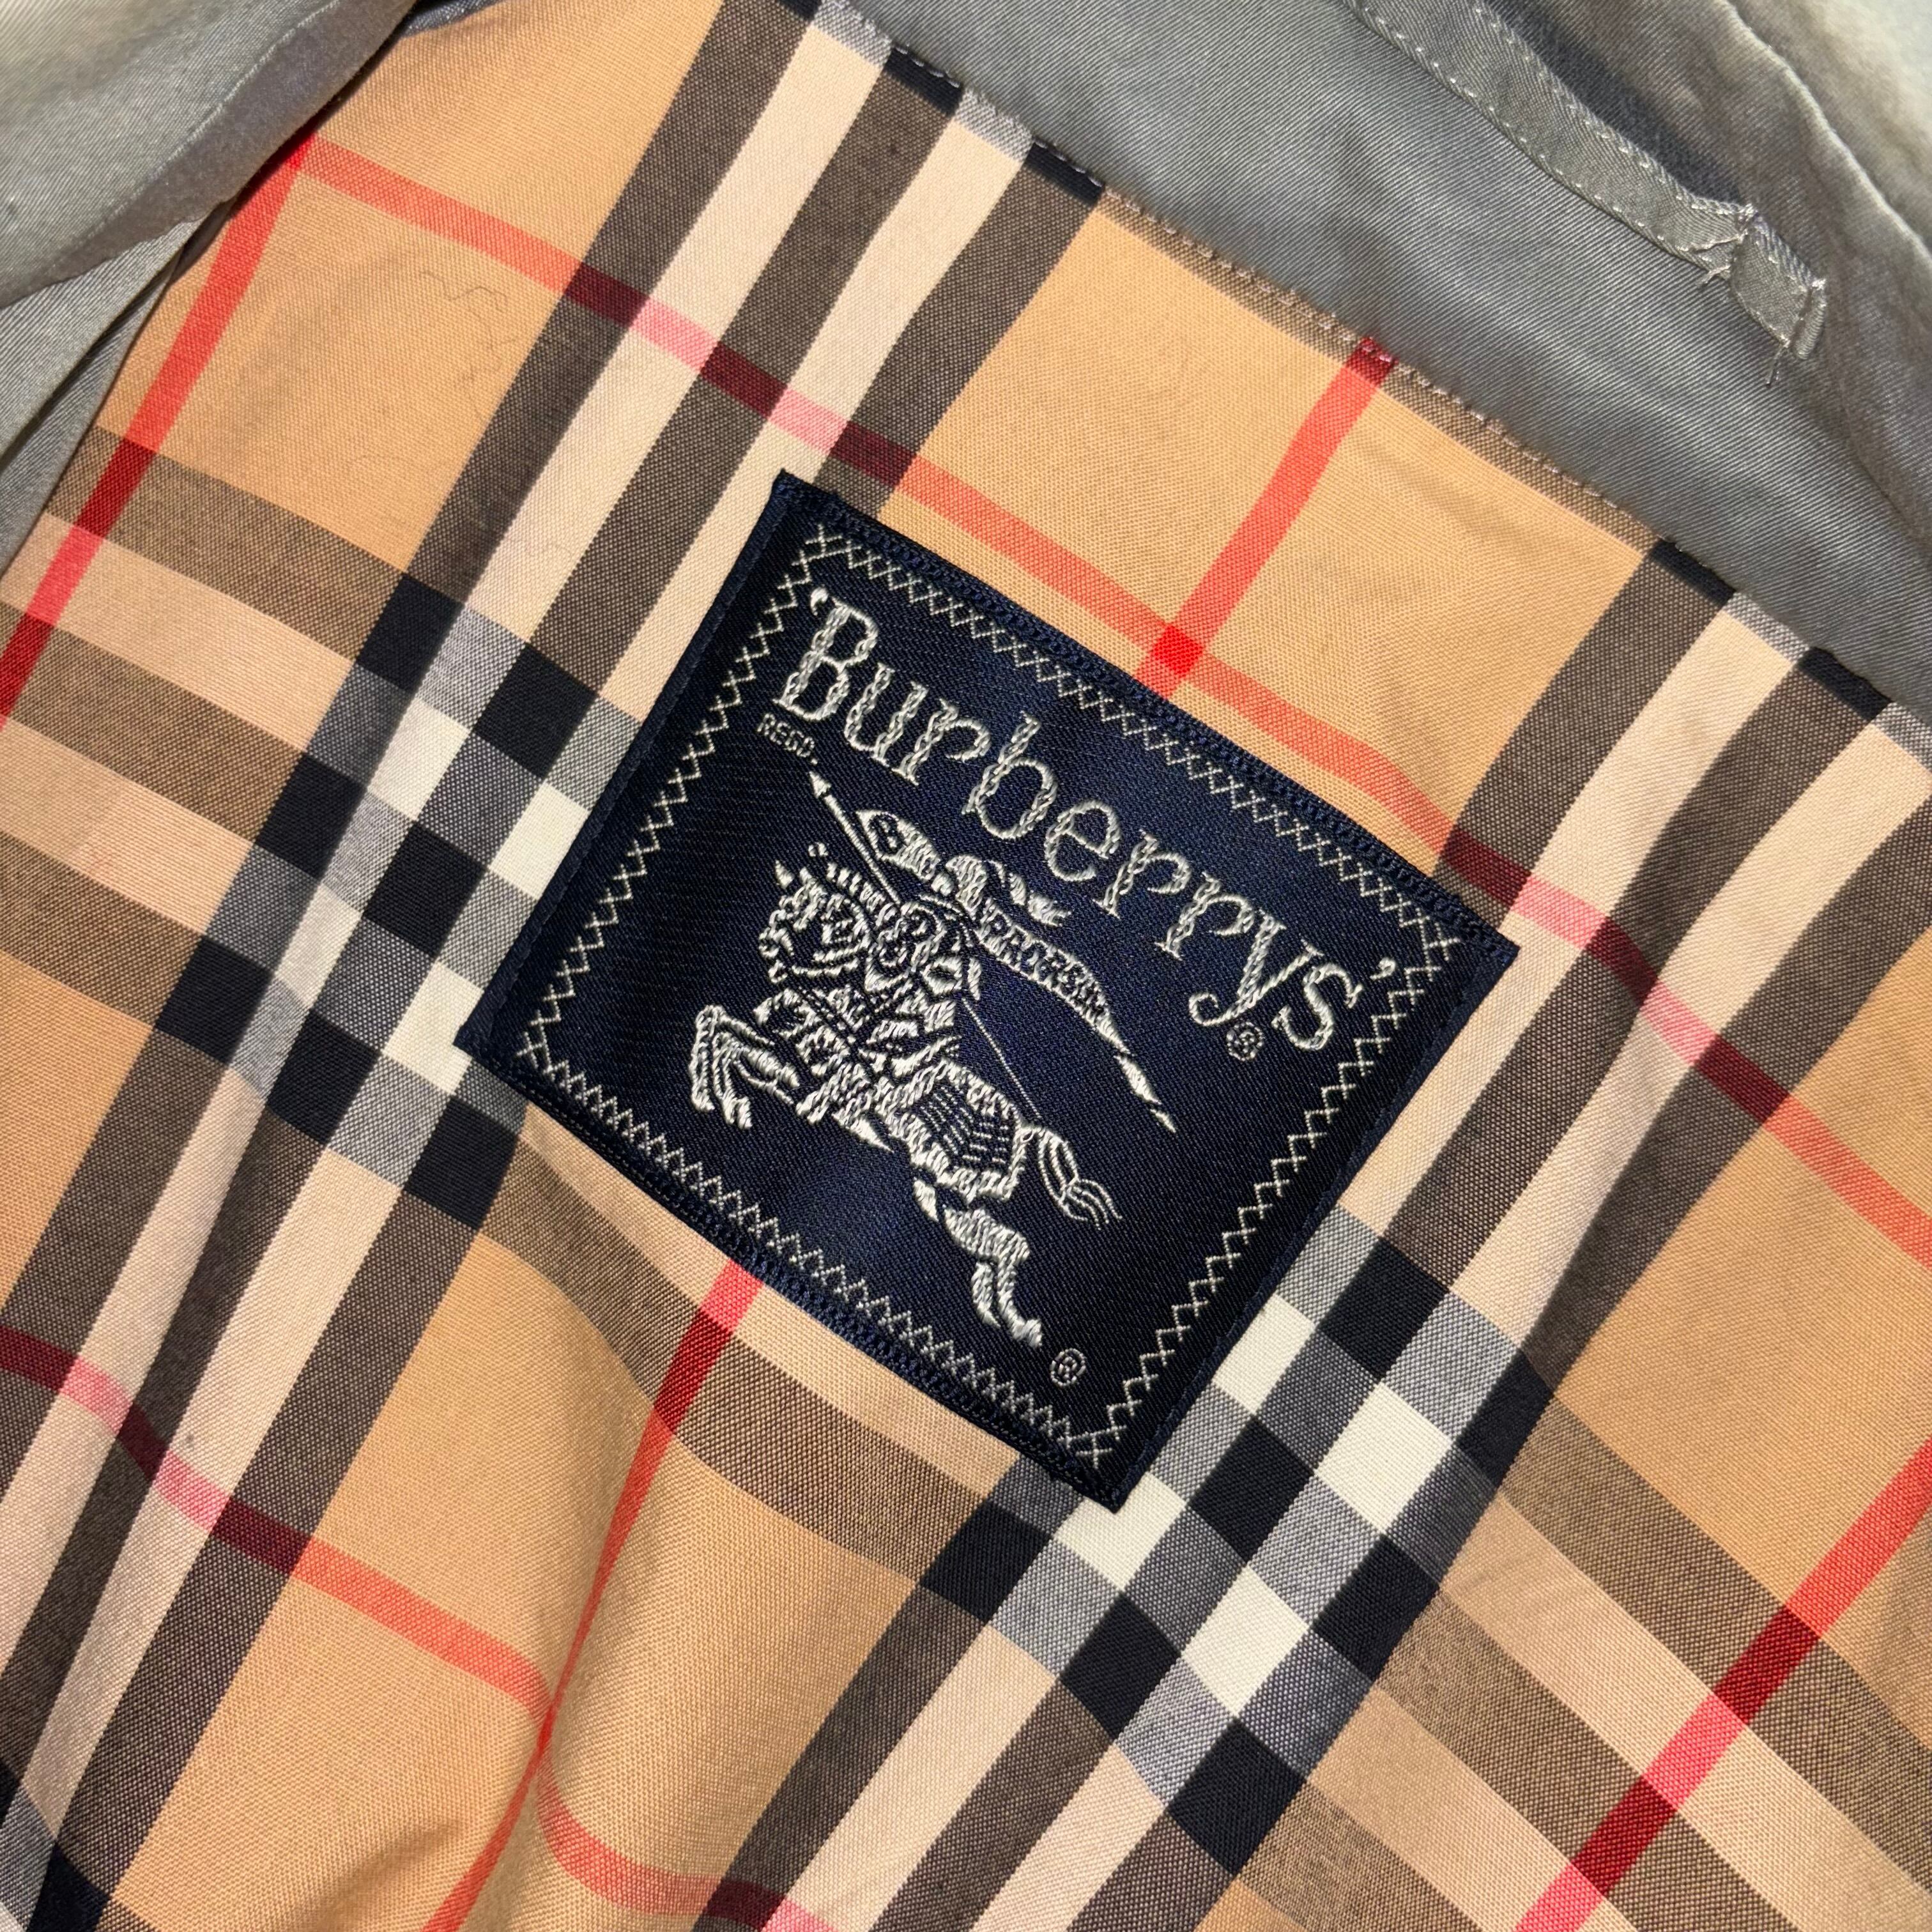 'Burberrys'
REGD.
®
B
PRORSUM
®